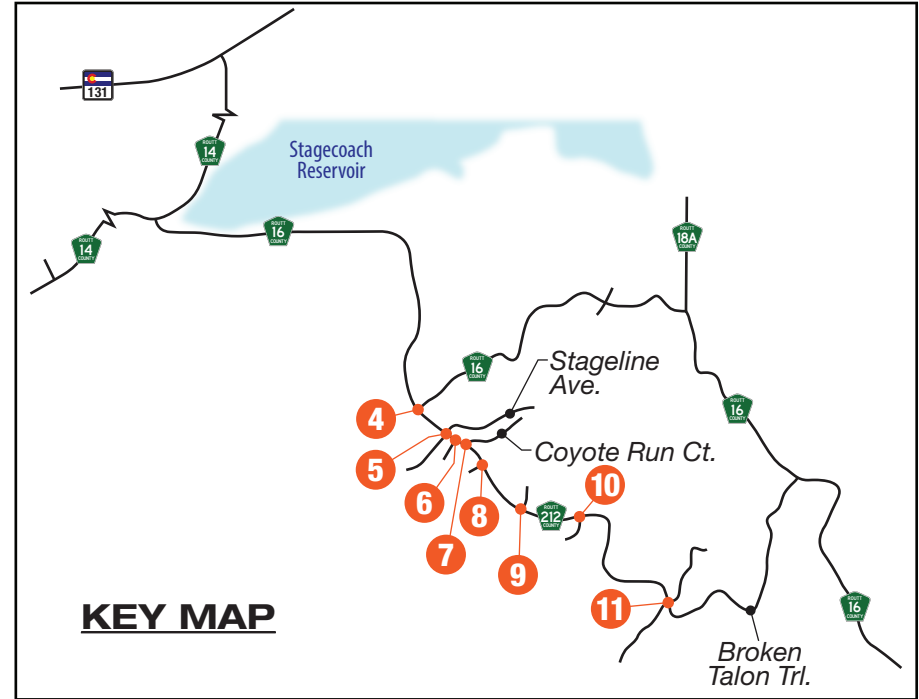 131
ROUTT
14
COUNTY
Stagecoach
Reservoir
ROUTT
14
COUNTY
ROUTT
16
COUNTY
ROUTT
18A
COUNTY
ROUTT
16
COUNTY
Stageline
Ave.
ROUTT
16
COUNTY
4
5
Coyote Run Ct.
6
7
8
10
ROUTT
212
COUNTY
9
11
ROUTT
16
COUNTY
KEY MAP
Broken
Talon Trl.